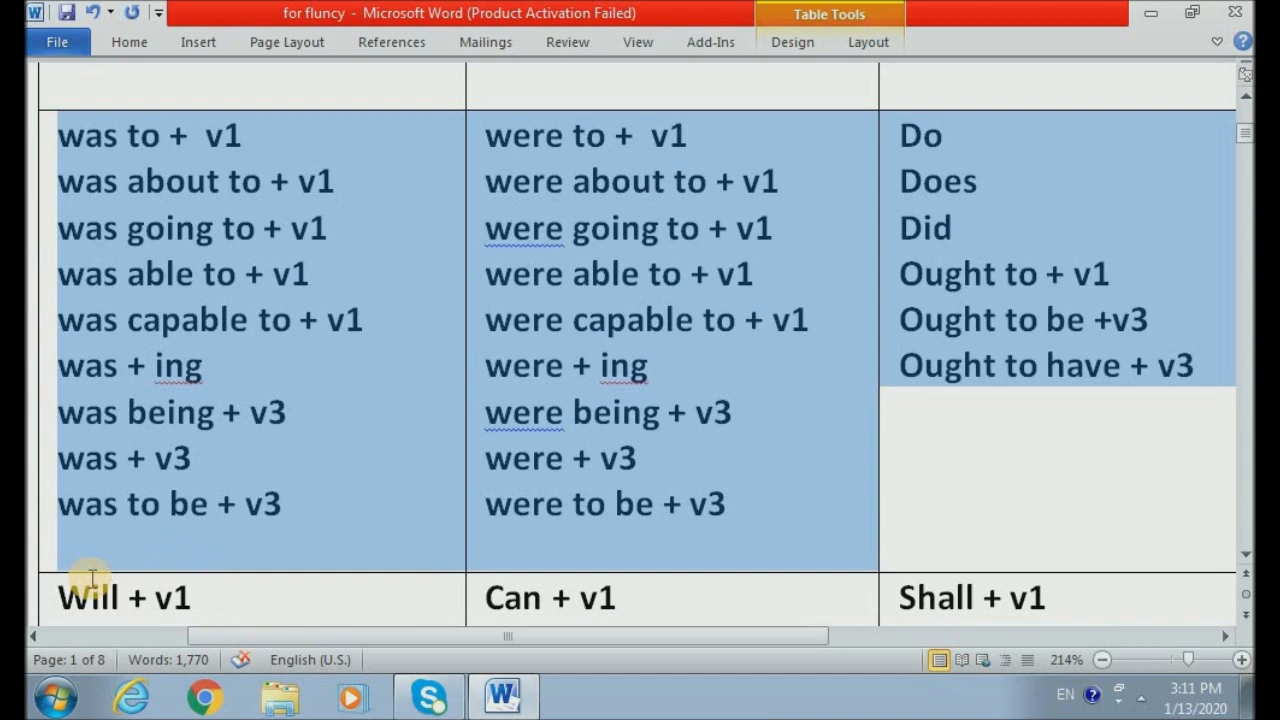 for fluncy - Microsoft Word (Product Activation Failed)
Table Tools
File Home Insert Page Layout References Mailings Review View Add-Ins Design Layout
was to + v1
was about to + v1
was going to + v1
was able to + v1
was capable to + v1
was + ing
was being + v3
was + v3
was to be + v3
were to + v1
were about to + v1
were going to + v1
were able to + v1
were capable to + v1
were + ing
were being + v3
were + v3
were to be + v3
Do
Does
Did
Ought to + v1
Ought to be +v3
Ought to have + v3
Will + v1
Can + v1
Shall + v1
Page: 1 of 8 Words: 1,770 English (U.S.) 214%
EN 3:11 PM
1/13/2020